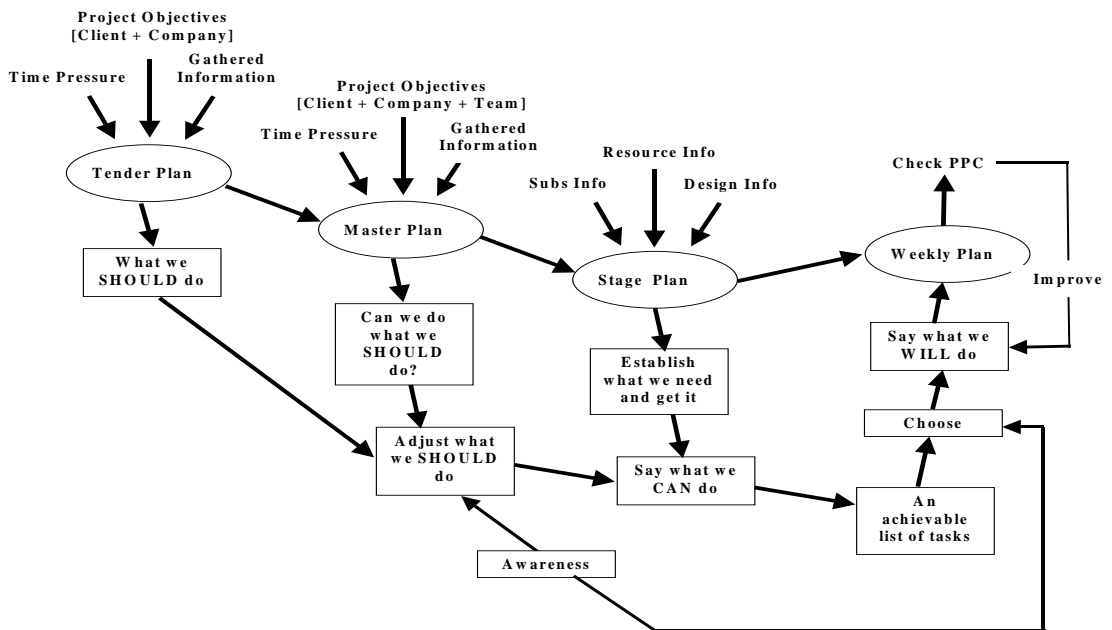 Project Objectives
[Client + Company]
Time Pressure
Gathered
Information
Tender Plan
What we
SHOULD do
Project Objectives
[Client + Company + Team]
Time Pressure
Gathered
Information
Master Plan
Can we do
what we
SHOULD
do?
Adjust what
we SHOULD
do
Resource Info
Subs Info
Design Info
Stage Plan
Establish
what we need
and get it
Say what we
CAN do
Check PPC
Weekly Plan
Improve
Say what we
WILL do
Choose
An
achievable
list of tasks
Awareness